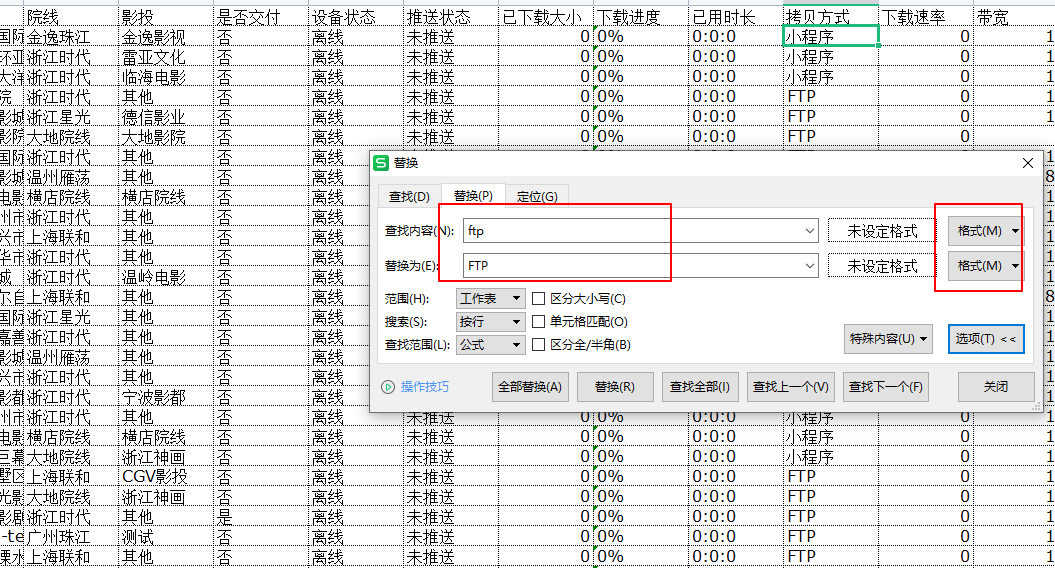 院线 影投 是否交付 设备状态 推送状态 已下载大小 下载进度 已用时长 拷贝方式 下载速率 带宽
国际 金逸珠江 金逸影视 否 离线 未推送 0 0% 0:0:0 小程序 0 1
环亚 浙江时代 雷亚文化 否 离线 未推送 0 0% 0:0:0 小程序 0 1
太洋 浙江时代 临海电影 否 离线 未推送 0 0% 0:0:0 小程序 0 1
院 浙江时代 其他 否 离线 未推送 0 0% 0:0:0 FTP 0 1
影城 浙江星光 德信影业 否 离线 未推送 0 0% 0:0:0 FTP 0 1
影院 大地院线 大地影院 否 离线 未推送 0 0% 0:0:0 FTP 0
国际 浙江时代 其他 否 离线 1
影城 温州雁荡 其他 否 离线 8
电影 横店院线 横店院线 否 离线 1
州市 浙江时代 其他 否 离线 1
兴市 上海联和 其他 否 离线 1
华市 浙江时代 其他 否 离线 1
城 浙江时代 温岭电影 否 离线 1
尔自 上海联和 其他 否 离线 8
国际 浙江星光 其他 否 离线 1
嘉善 浙江时代 其他 否 离线 1
影城 温州雁荡 其他 否 离线 1
兴市 浙江时代 其他 否 离线 1
影城 浙江时代 宁波影都 否 离线 1
州市 浙江时代 其他 否 离线 未推送 0 0% 0:0:0 小程序 0 1
电影 横店院线 横店院线 否 离线 未推送 0 0% 0:0:0 小程序 0 1
巨幕 大地院线 浙江神画 否 离线 未推送 0 0% 0:0:0 小程序 0 1
墅区 上海联和 CGV影投 否 离线 未推送 0 0% 0:0:0 FTP 0 1
光影 大地院线 浙江神画 否 离线 未推送 0 0% 0:0:0 FTP 0 1
影剧 浙江时代 其他 是 离线 未推送 0 0% 0:0:0 FTP 0 1
-te 广州珠江 测试 否 离线 未推送 0 0% 0:0:0 FTP 0 1
溧水 上海联和 其他 否 离线 未推送 0 0% 0:0:0 FTP 0 1
S 替换
查找(D) 替换(P) 定位(G)
查找内容(N): ftp 未设定格式 格式(M)
替换为(E): FTP 未设定格式 格式(M)
范围(H): 工作表 区分大小写(C)
搜索(S): 按行 单元格匹配(O)
查找范围(L): 公式 区分全/半角(B) 特殊内容(U) 选项(T) <<
操作技巧 全部替换(A) 替换(R) 查找全部(I) 查找上一个(V) 查找下一个(F) 关闭